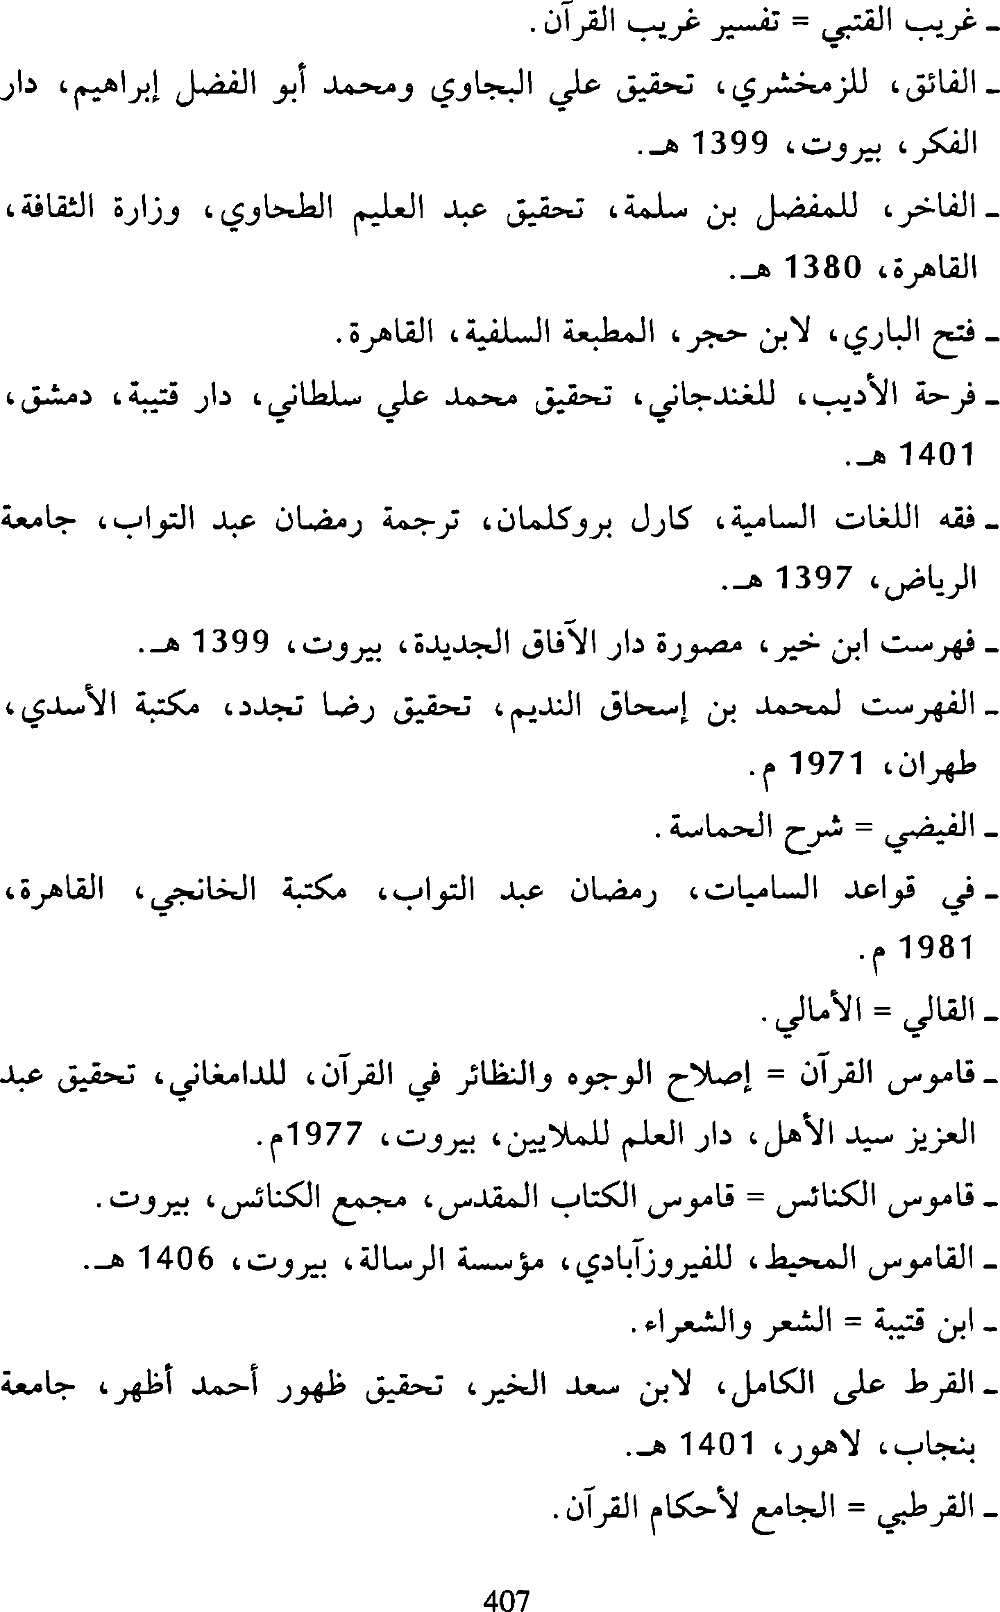 ـ غريب القتبي = تفسير غريب القرآن.
ـ الفائق، للزمخشري، تحقيق علي البجاوي ومحمد أبو الفضل إبراهيم، دار
الفكر، بيروت، 1399 هـ.
ـ الفاخر، للمفضل بن سلمة، تحقيق عبد العليم الطحاوي، وزارة الثقافة،
القاهرة، 1380 هـ.
ـ فتح الباري، لابن حجر، المطبعة السلفية، القاهرة.
ـ فرحة الأديب، للغندجاني، تحقيق محمد علي سلطاني، دار قتيبة، دمشق،
1401 هـ.
ـ فقه اللغات السامية، كارل بروكلمان، ترجمة رمضان عبد التواب، جامعة
الرياض، 1397 هـ.
ـ فهرست ابن خير، مصورة دار الآفاق الجديدة، بيروت، 1399 هـ.
ـ الفهرست لمحمد بن إسحاق النديم، تحقيق رضا تجدد، مكتبة الأسدي،
طهران، 1971 م.
ـ الفيضي = شرح الحماسة.
ـ في قواعد الساميات، رمضان عبد التواب، مكتبة الخانجي، القاهرة،
1981 م.
ـ القالي = الأمالي.
ـ قاموس القرآن = إصلاح الوجوه والنظائر في القرآن، للدامغاني، تحقيق عبد
العزيز سيد الأهل، دار العلم للملايين، بيروت، 1977م.
ـ قاموس الكنائس = قاموس الكتاب المقدس، مجمع الكنائس، بيروت.
ـ القاموس المحيط، للفيروزآبادي، مؤسسة الرسالة، بيروت، 1406 هـ.
ـ ابن قتيبة = الشعر والشعراء.
ـ القرط على الكامل، لابن سعد الخير، تحقيق ظهور أحمد أظهر، جامعة
بنجاب، لاهور، 1401 هـ.
ـ القرطبي = الجامع لأحكام القرآن.
407